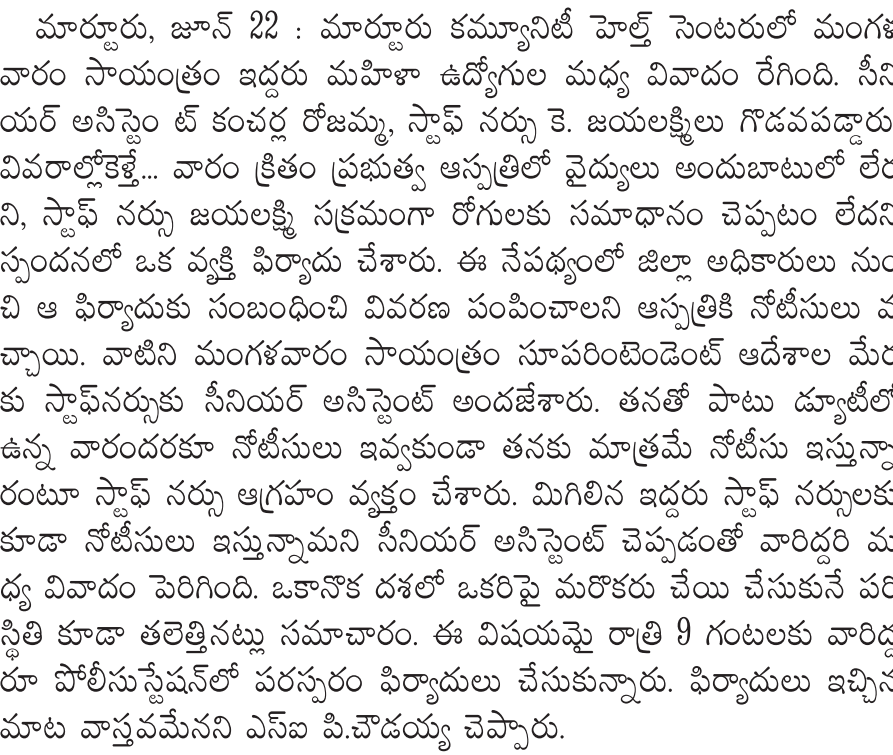 మార్టూరు, జూన్ 22 : మార్టూరు కమ్యూనిటీ హెల్త్ సెంటరులో మంగళ
వారం సాయంత్రం ఇద్దరు మహిళా ఉద్యోగుల మధ్య వివాదం రేగింది. సీని
యర్ అసిస్టెం ట్ కంచర్ల రోజమ్మ, స్టాఫ్ నర్సు కె. జయలక్ష్మిలు గొడవపడ్డారు
వివరాల్లోకెళ్తే... వారం క్రితం ప్రభుత్వ ఆస్పత్రిలో వైద్యులు అందుబాటులో లేర
ని, స్టాఫ్ నర్సు జయలక్ష్మి సక్రమంగా రోగులకు సమాధానం చెప్పటం లేదని
స్పందనలో ఒక వ్యక్తి ఫిర్యాదు చేశారు. ఈ నేపథ్యంలో జిల్లా అధికారులు నుం
చి ఆ ఫిర్యాదుకు సంబంధించి వివరణ పంపించాలని ఆస్పత్రికి నోటీసులు వ
చ్చాయి. వాటిని మంగళవారం సాయంత్రం సూపరింటెండెంట్ ఆదేశాల మేర
కు స్టాఫ్‌నర్సుకు సీనియర్ అసిస్టెంట్ అందజేశారు. తనతో పాటు డ్యూటీలో
ఉన్న వారందరకూ నోటీసులు ఇవ్వకుండా తనకు మాత్రమే నోటీసు ఇస్తున్నా
రంటూ స్టాఫ్ నర్సు ఆగ్రహం వ్యక్తం చేశారు. మిగిలిన ఇద్దరు స్టాఫ్ నర్సులకు
కూడా నోటీసులు ఇస్తున్నామని సీనియర్ అసిస్టెంట్ చెప్పడంతో వారిద్దరి మ
ధ్య వివాదం పెరిగింది. ఒకానొక దశలో ఒకరిపై మరొకరు చేయి చేసుకునే పరి
స్థితి కూడా తలెత్తినట్లు సమాచారం. ఈ విషయమై రాత్రి 9 గంటలకు వారిద్ద
రూ పోలీసుస్టేషన్‌లో పరస్పరం ఫిర్యాదులు చేసుకున్నారు. ఫిర్యాదులు ఇచ్చిన
మాట వాస్తవమేనని ఎస్ఐ పి.చౌడయ్య చెప్పారు.